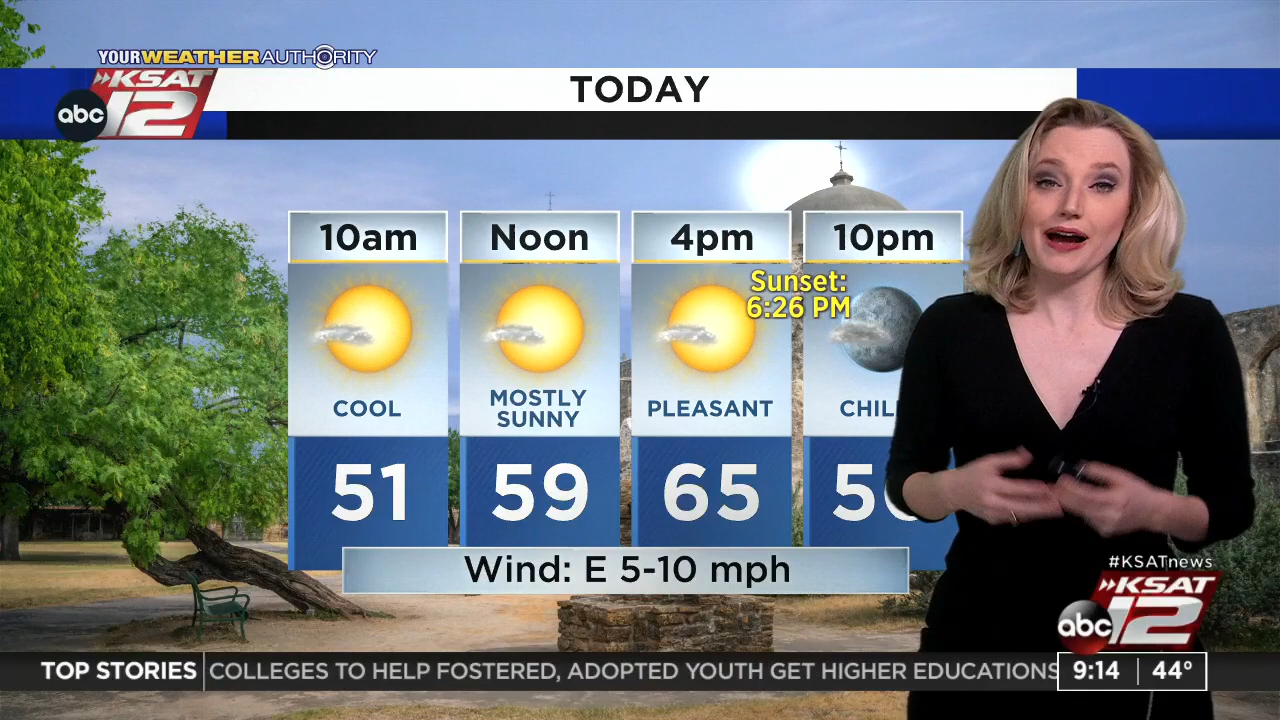 YOURWEATHERAUTHORITY
KSAT
abc 12
TODAY
10am
Noon
4pm
10pm
Sunset:
6:26 PM
COOL
MOSTLY
SUNNY
PLEASANT
51
59
65
Wind: E 5-10 mph
#KSATnews
KSAT
abc 12
TOP STORIES COLLEGES TO HELP FOSTERED, ADOPTED YOUTH GET HIGHER EDUCATIONS 9:14 44°